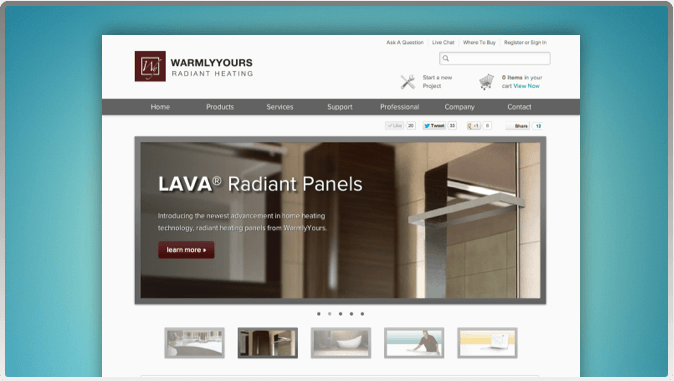 Ask A Question Live Chat Where To Buy Register or Sign In
WARMLYYOURS
RADIANT HEATING
Start a new
Project
0 items in your
cart View Now
Home Products Services Support Professional Company Contact
Like 20 Tweet 33 +1 0 Share 18
LAVA® Radiant Panels
Introducing the newest advancement in home heating
technology, radiant heating panels from WarmlyYours.
learn more »